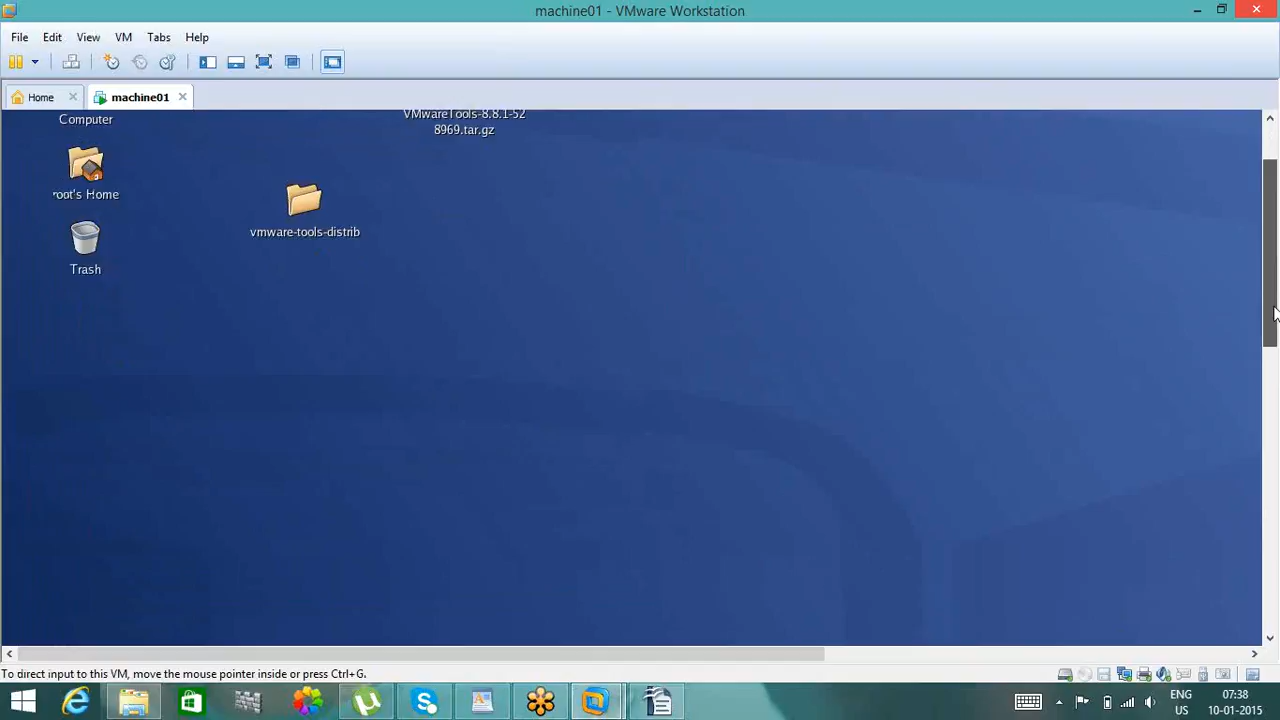 machine01 - VMware Workstation
File Edit View VM Tabs Help
Home machine01
Computer
VMwareTools-8.8.1-52
8969.tar.gz
root's Home
vmware-tools-distrib
Trash
To direct input to this VM, move the mouse pointer inside or press Ctrl+G.
ENG 07:38
US 10-01-2015